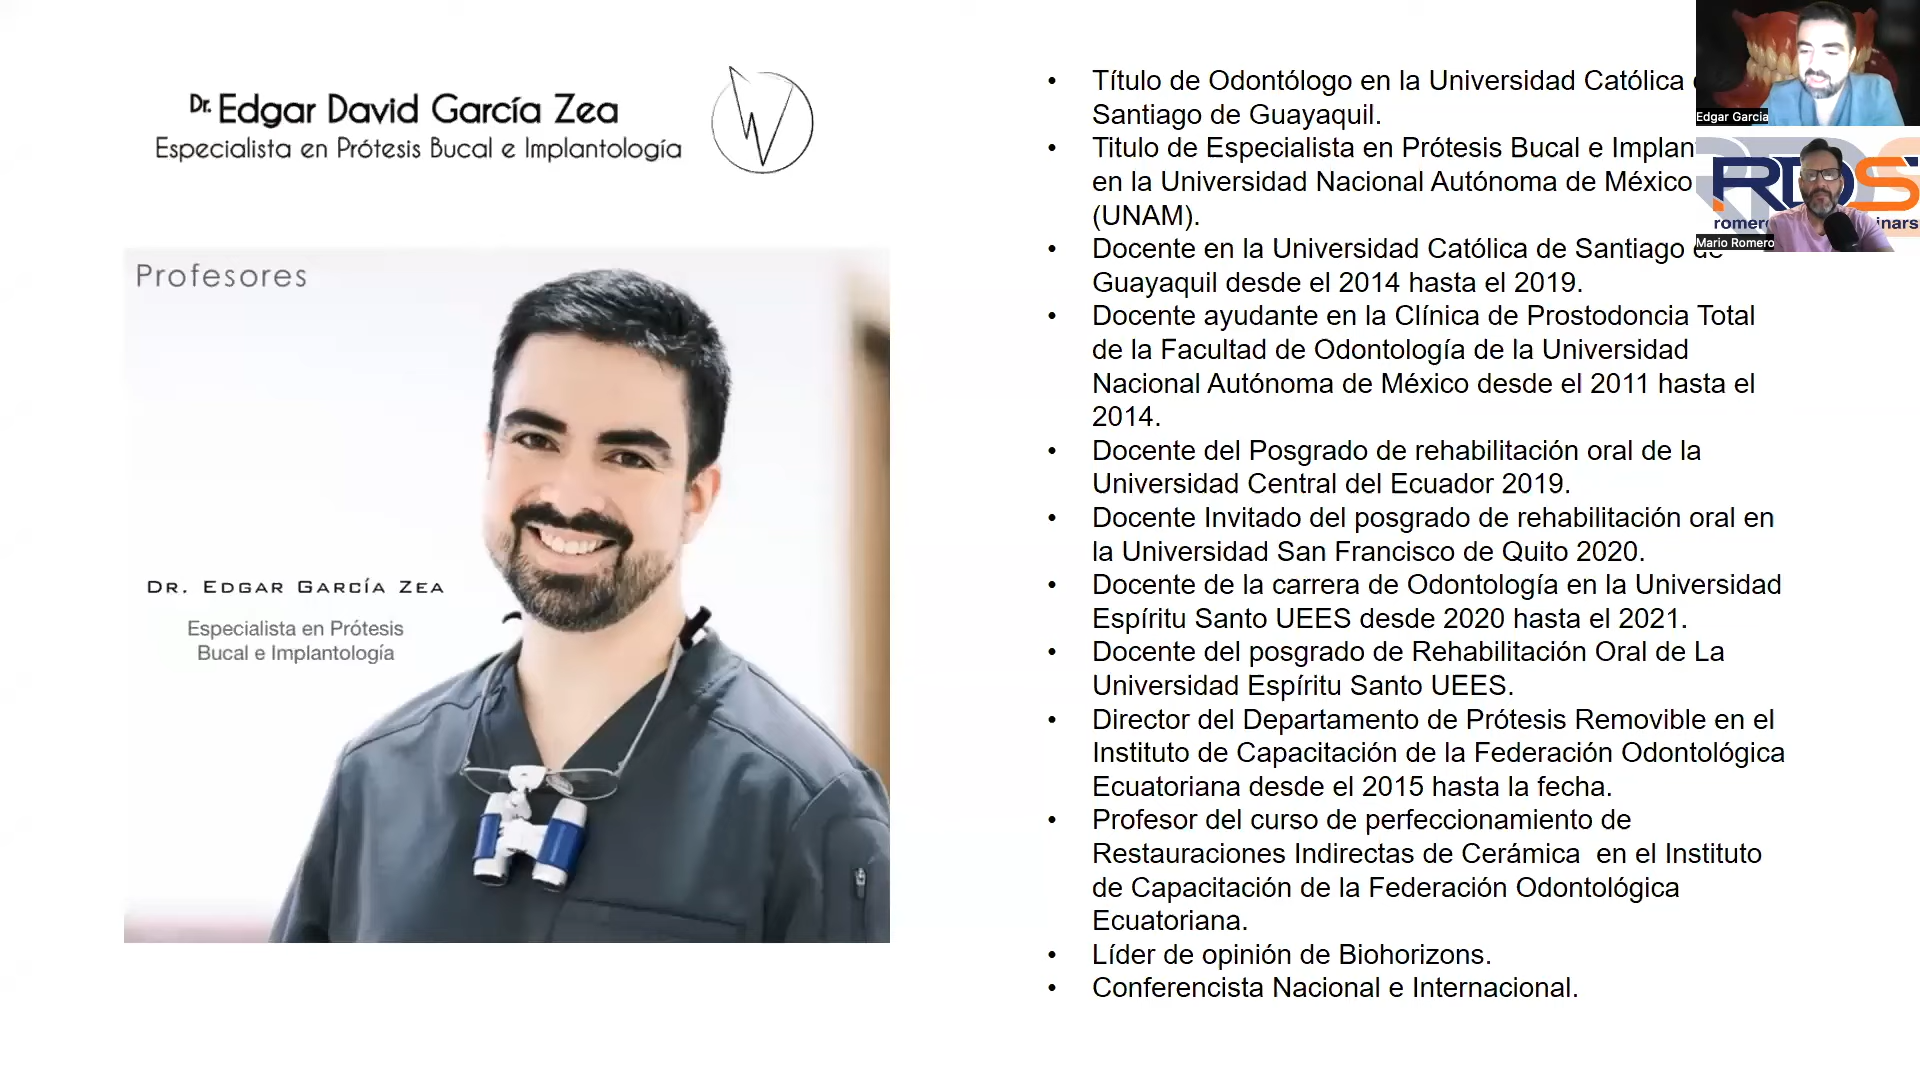 Dr. Edgar David García Zea
Especialista en Prótesis Bucal e Implantología
Profesores
DR. EDGAR GARCÍA ZEA
Especialista en Prótesis
Bucal e Implantología
• Título de Odontólogo en la Universidad Católica
Santiago de Guayaquil.
• Titulo de Especialista en Prótesis Bucal e
en la Universidad Nacional Autónoma de México
(UNAM).
• Docente en la Universidad Católica de Santiago de
Guayaquil desde el 2014 hasta el 2019.
• Docente ayudante en la Clínica de Prostodoncia Total
de la Facultad de Odontología de la Universidad
Nacional Autónoma de México desde el 2011 hasta el
2014.
• Docente del Posgrado de rehabilitación oral de la
Universidad Central del Ecuador 2019.
• Docente Invitado del posgrado de rehabilitación oral en
la Universidad San Francisco de Quito 2020.
• Docente de la carrera de Odontología en la Universidad
Espíritu Santo UEES desde 2020 hasta el 2021.
• Docente del posgrado de Rehabilitación Oral de La
Universidad Espíritu Santo UEES.
• Director del Departamento de Prótesis Removible en el
Instituto de Capacitación de la Federación Odontológica
Ecuatoriana desde el 2015 hasta la fecha.
• Profesor del curso de perfeccionamiento de
Restauraciones Indirectas de Cerámica en el Instituto
de Capacitación de la Federación Odontológica
Ecuatoriana.
• Líder de opinión de Biohorizons.
• Conferencista Nacional e Internacional.
Edgar Garcia
RDS
Mario Romero